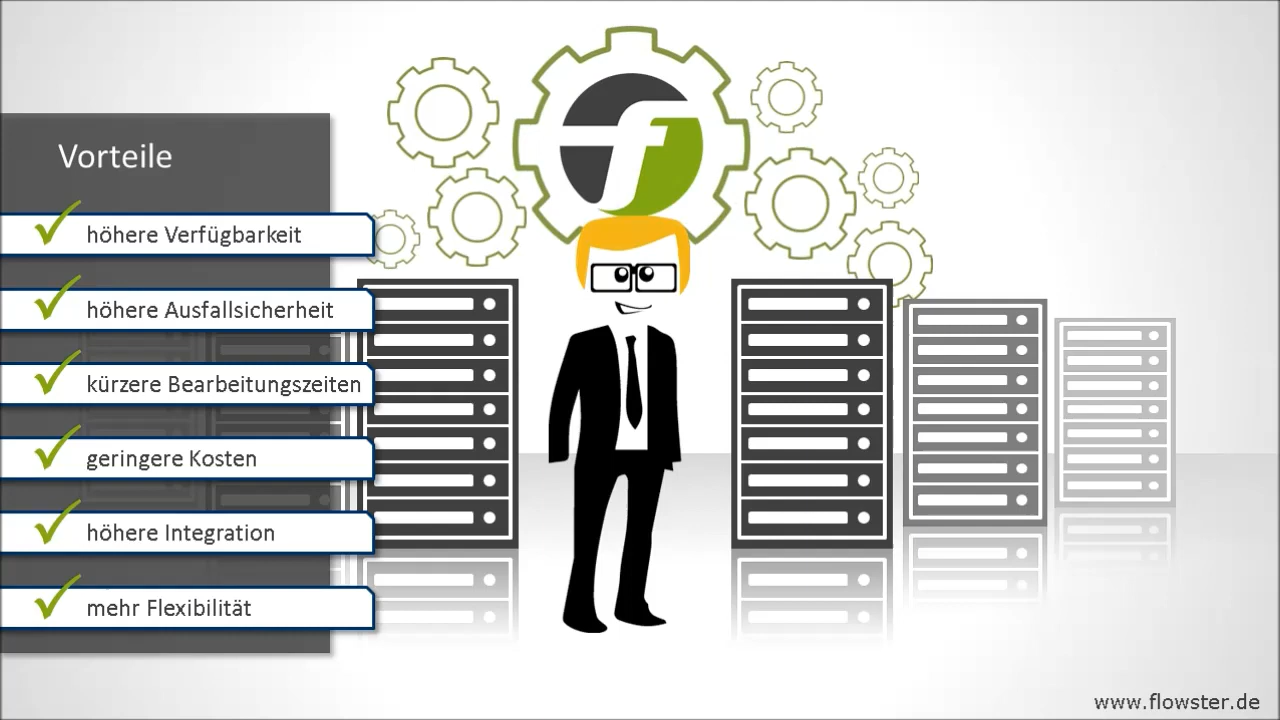 Vorteile
höhere Verfügbarkeit
höhere Ausfallsicherheit
kürzere Bearbeitungszeiten
geringere Kosten
höhere Integration
mehr Flexibilität
www.flowster.de